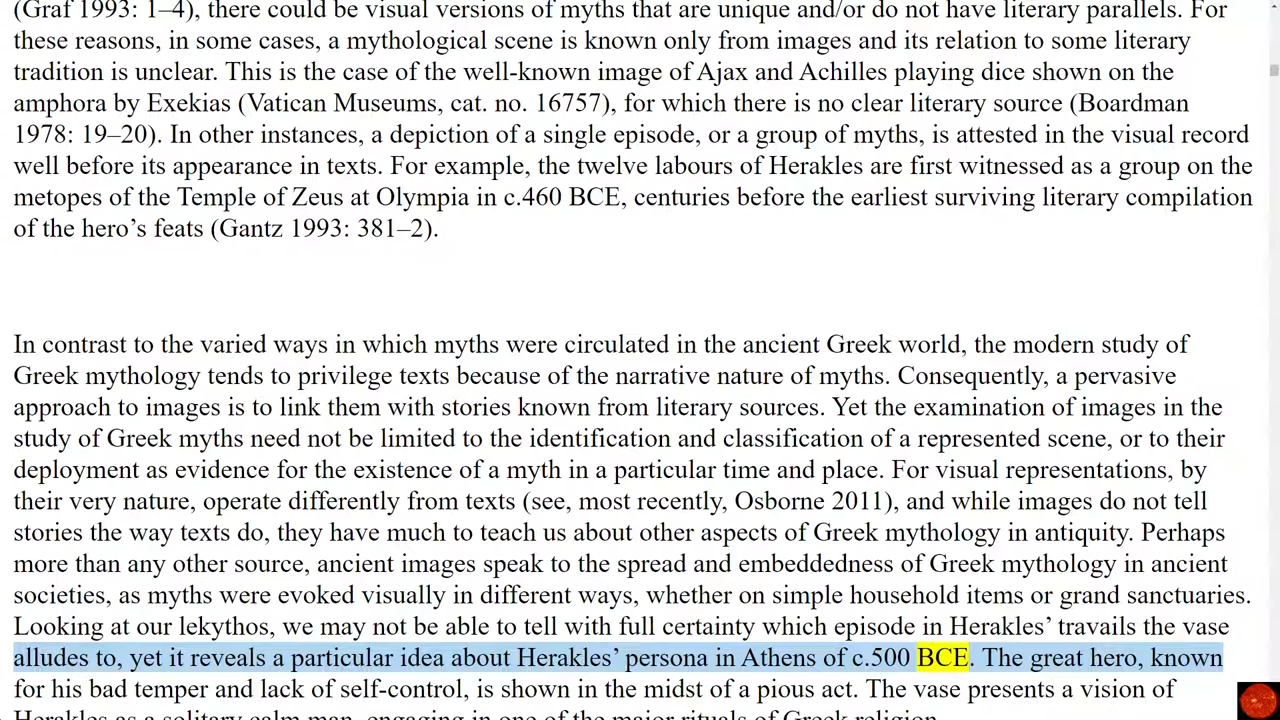 (Graf 1993: 1–4), there could be visual versions of myths that are unique and/or do not have literary parallels. For
these reasons, in some cases, a mythological scene is known only from images and its relation to some literary
tradition is unclear. This is the case of the well-known image of Ajax and Achilles playing dice shown on the
amphora by Exekias (Vatican Museums, cat. no. 16757), for which there is no clear literary source (Boardman
1978: 19–20). In other instances, a depiction of a single episode, or a group of myths, is attested in the visual record
well before its appearance in texts. For example, the twelve labours of Herakles are first witnessed as a group on the
metopes of the Temple of Zeus at Olympia in c.460 BCE, centuries before the earliest surviving literary compilation
of the hero’s feats (Gantz 1993: 381–2).
In contrast to the varied ways in which myths were circulated in the ancient Greek world, the modern study of
Greek mythology tends to privilege texts because of the narrative nature of myths. Consequently, a pervasive
approach to images is to link them with stories known from literary sources. Yet the examination of images in the
study of Greek myths need not be limited to the identification and classification of a represented scene, or to their
deployment as evidence for the existence of a myth in a particular time and place. For visual representations, by
their very nature, operate differently from texts (see, most recently, Osborne 2011), and while images do not tell
stories the way texts do, they have much to teach us about other aspects of Greek mythology in antiquity. Perhaps
more than any other source, ancient images speak to the spread and embeddedness of Greek mythology in ancient
societies, as myths were evoked visually in different ways, whether on simple household items or grand sanctuaries.
Looking at our lekythos, we may not be able to tell with full certainty which episode in Herakles’ travails the vase
alludes to, yet it reveals a particular idea about Herakles’ persona in Athens of c.500 BCE. The great hero, known
for his bad temper and lack of self-control, is shown in the midst of a pious act. The vase presents a vision of
Herakles as a solitary calm man, engaging in one of the major rituals of Greek religion.